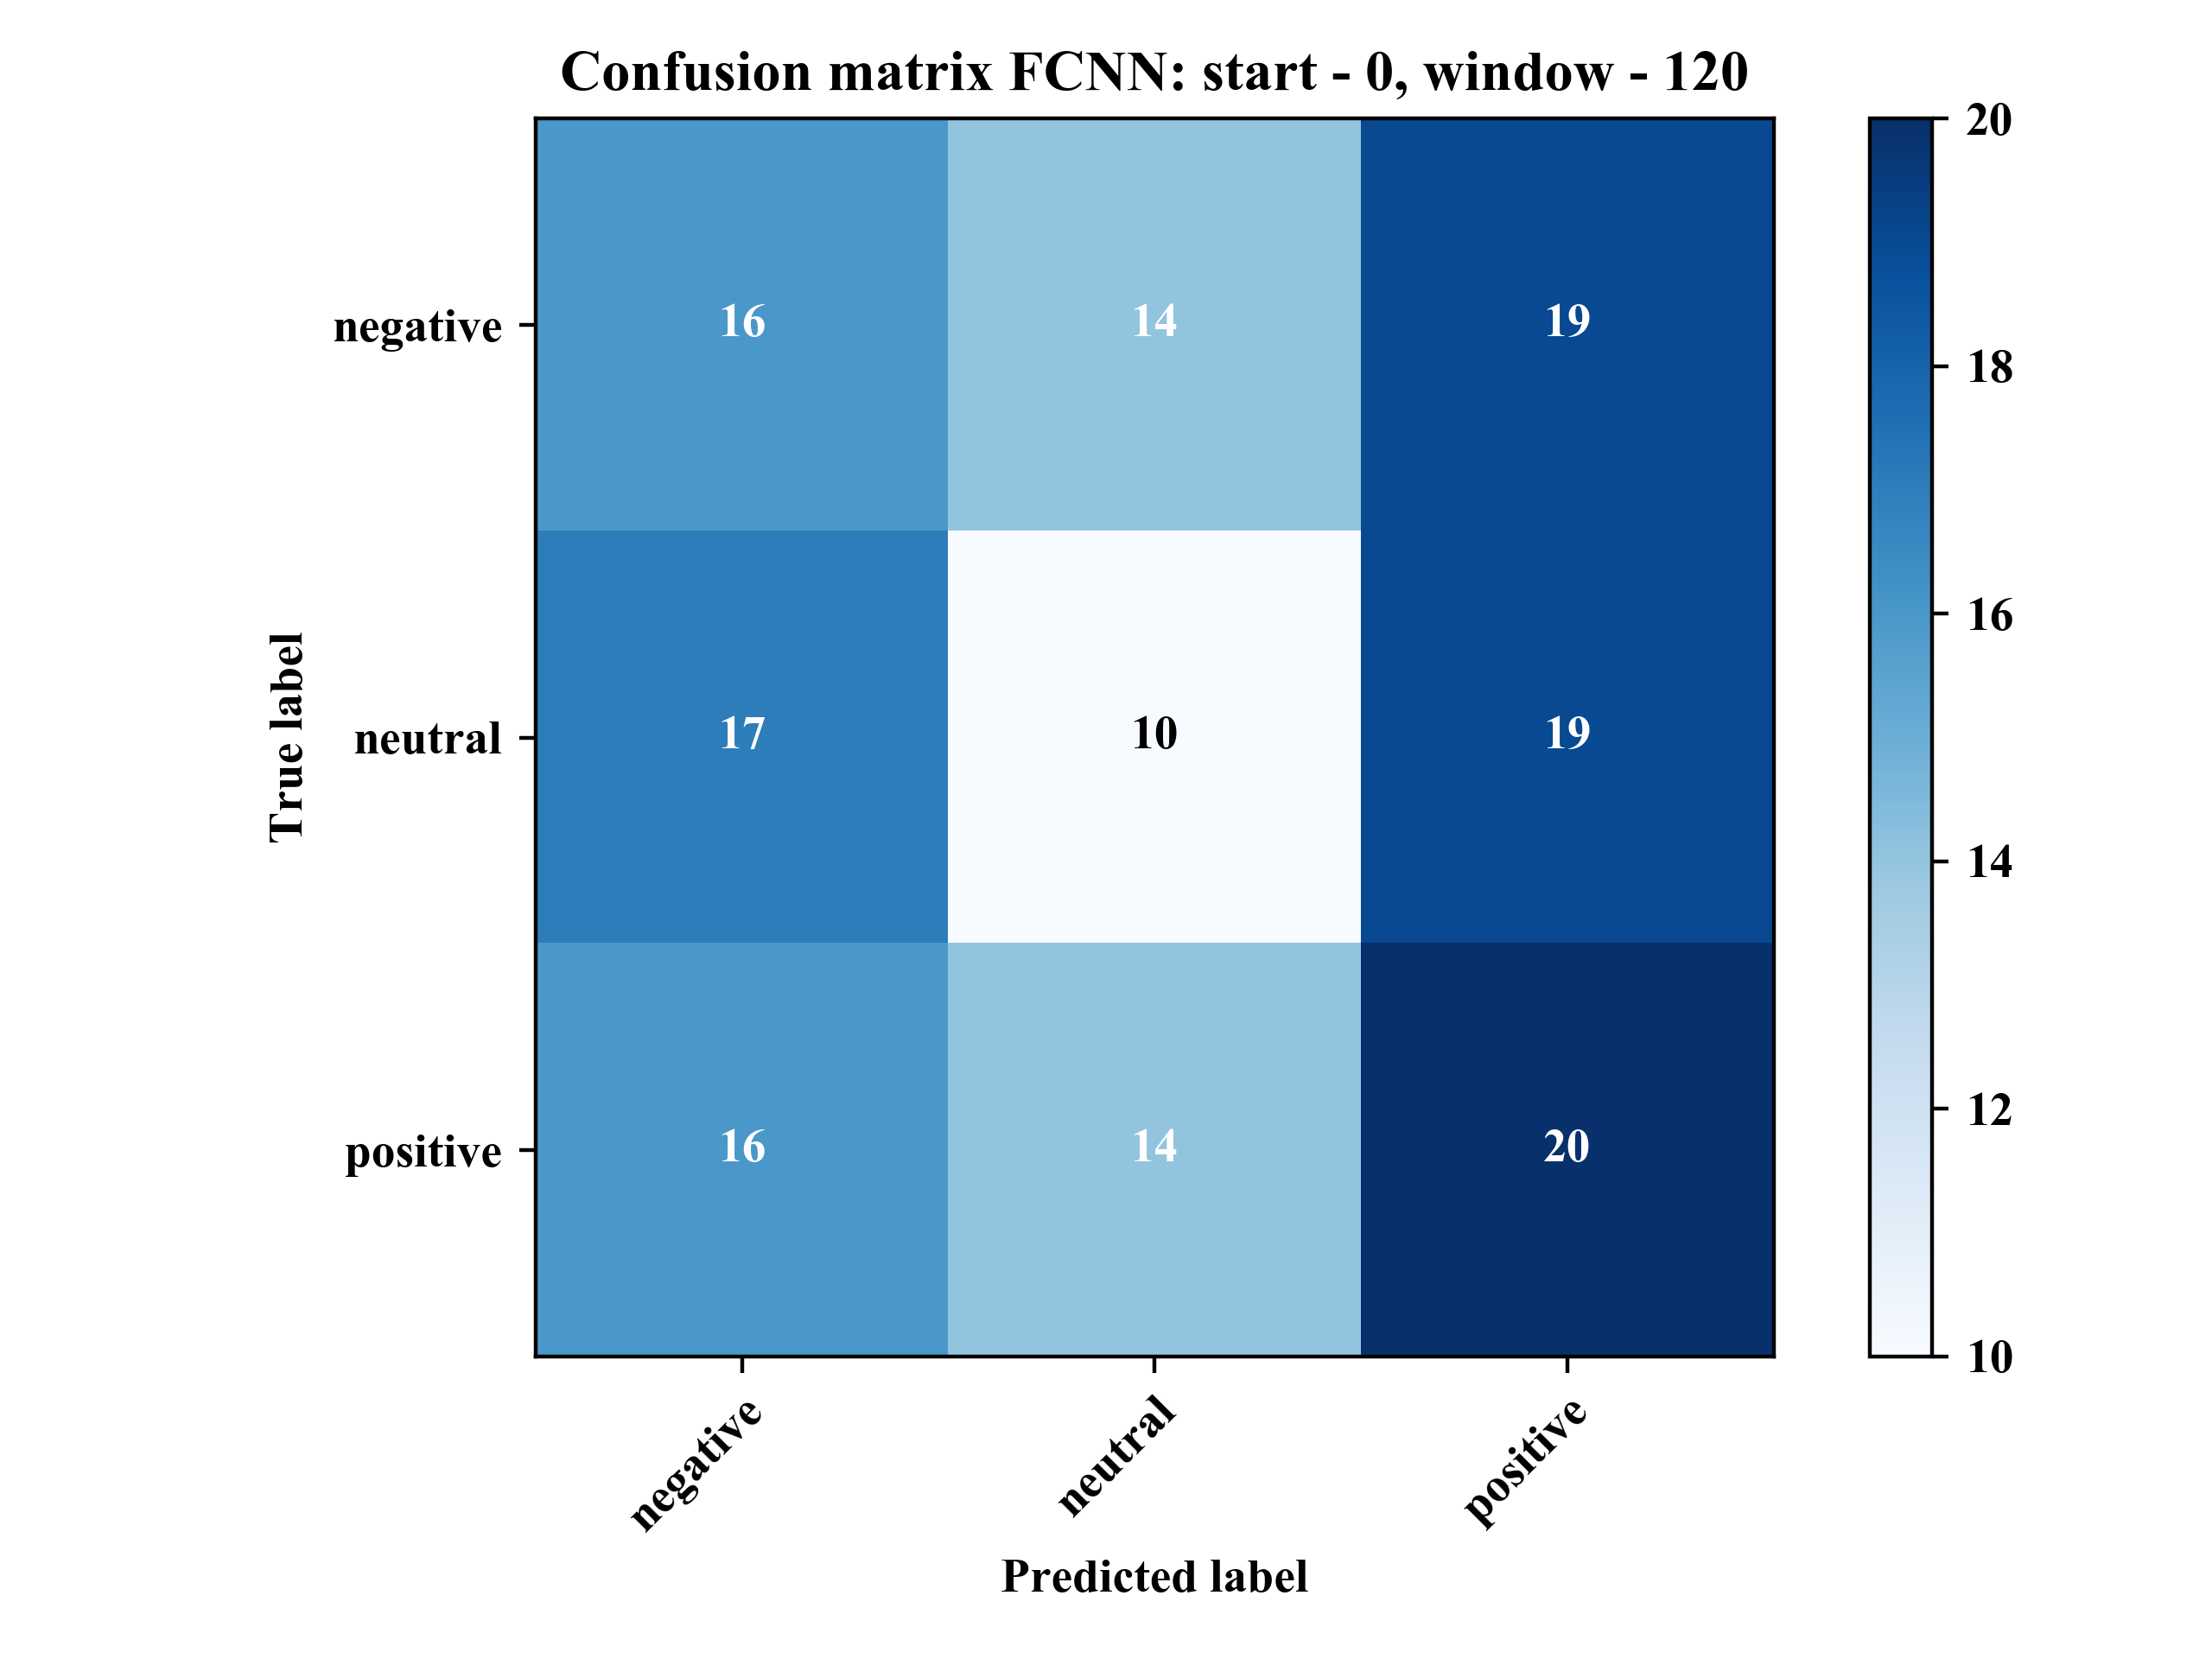 Confusion matrix FCNN: start - 0, window - 120
True label
negative 16 14 19
neutral 17 10 19
positive 16 14 20
negative neutral positive
Predicted label
20
18
16
14
12
10